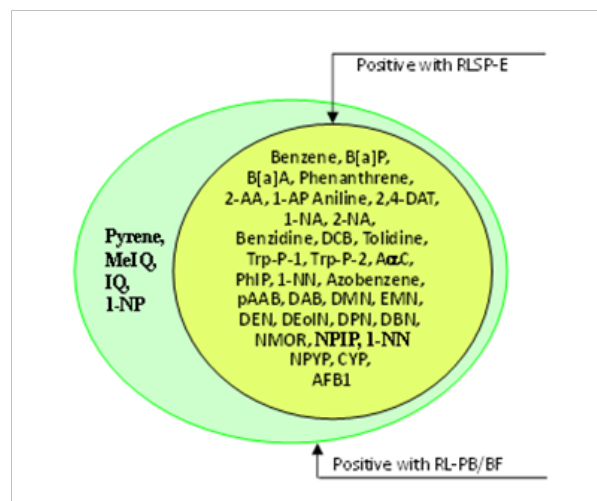 Positive with RLSP-E
Benzene, B[a]P,
B[a]A, Phenanthrene,
2-AA, 1-AP Aniline, 2,4-DAT,
1-NA, 2-NA,
Benzidine, DCB, Tolidine,
Trp-P-1, Trp-P-2, AαC,
PhIP, 1-NN, Azobenzene,
pAAB, DAB, DMN, EMN,
DEN, DEolN, DPN, DBN,
NMOR, NPIP, 1-NN
NPYP, CYP,
AFB1
Pyrene,
MeIQ,
IQ,
1-NP
Positive with RL-PB/BF